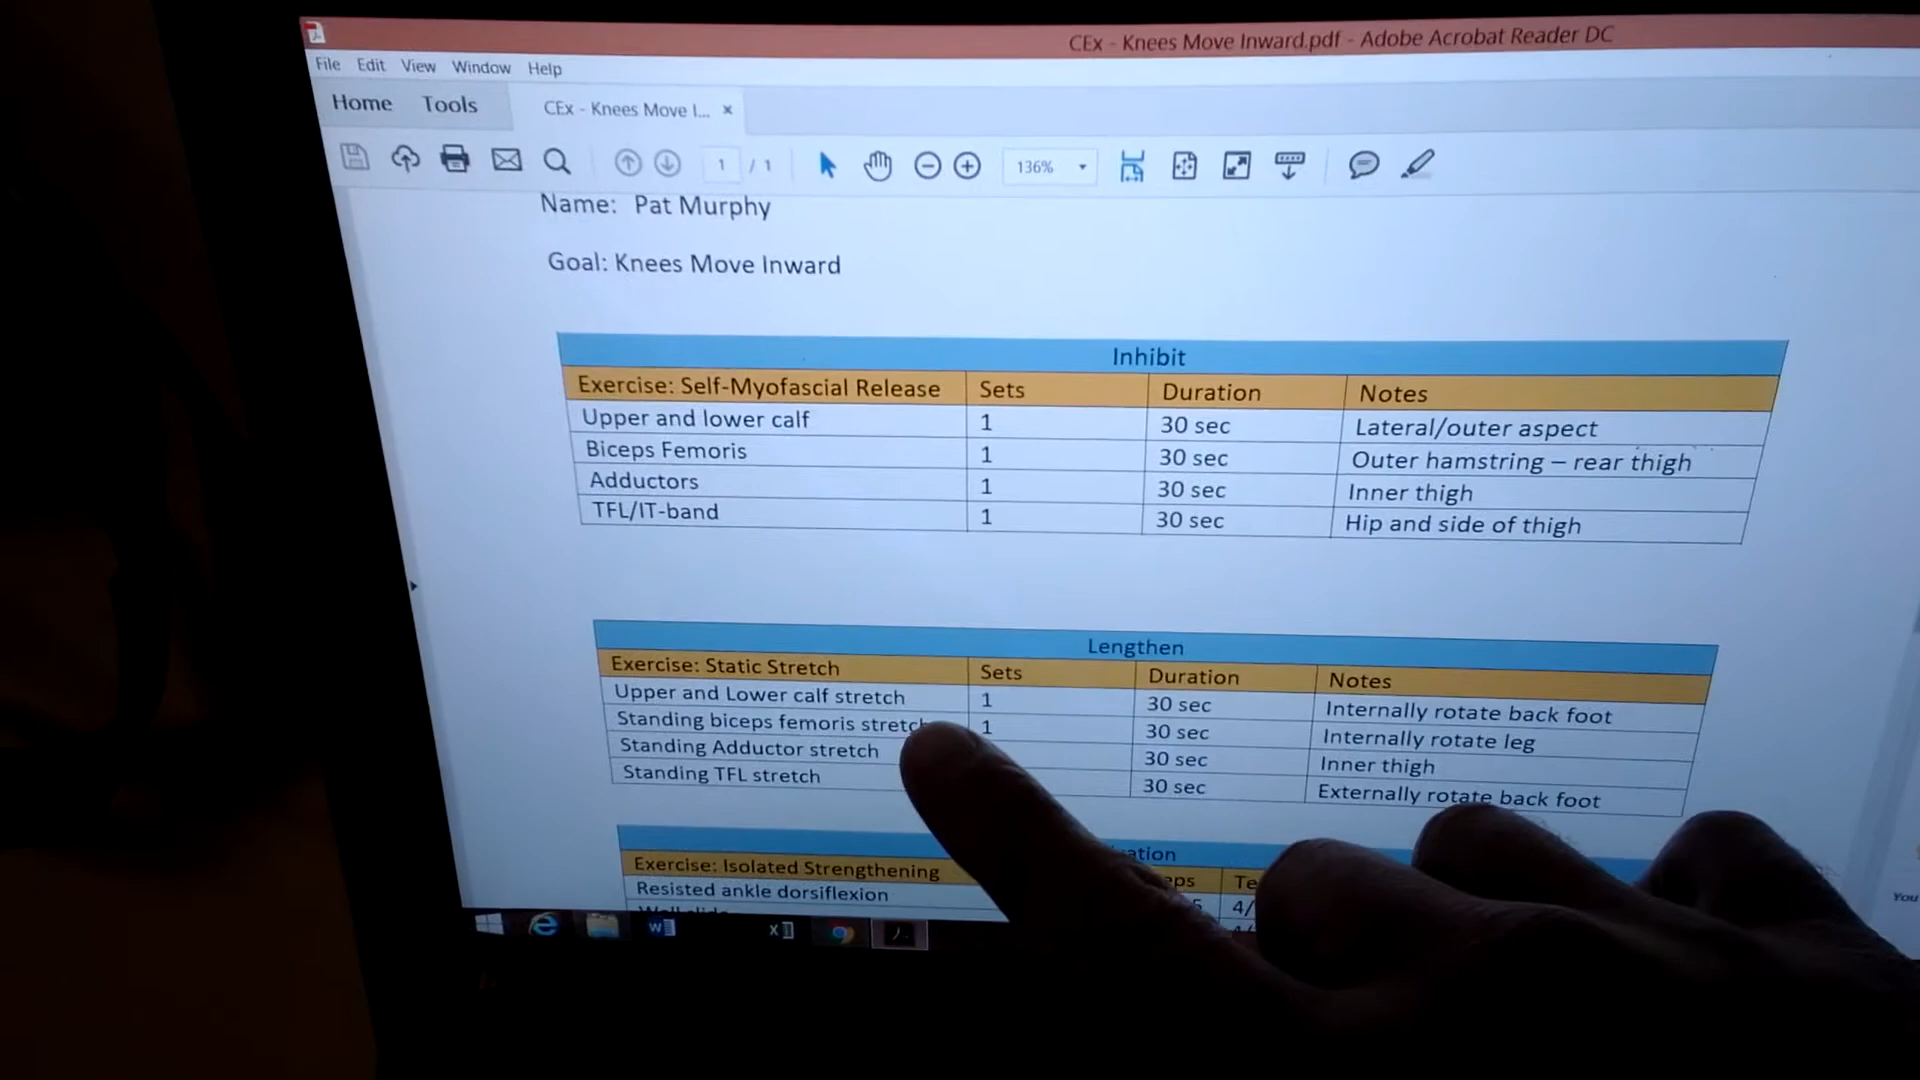 CEx - Knees Move Inward.pdf - Adobe Acrobat Reader DC
File Edit View Window Help
Home Tools CEx - Knees Move I... ×
1 / 1 136%
Name: Pat Murphy
Goal: Knees Move Inward
Inhibit
Exercise: Self-Myofascial Release Sets Duration Notes
Upper and lower calf 1 30 sec Lateral/outer aspect
Biceps Femoris 1 30 sec Outer hamstring – rear thigh
Adductors 1 30 sec Inner thigh
TFL/IT-band 1 30 sec Hip and side of thigh
Lengthen
Exercise: Static Stretch Sets Duration Notes
Upper and Lower calf stretch 1 30 sec Internally rotate back foot
Standing biceps femoris stretch 1 30 sec Internally rotate leg
Standing Adductor stretch 30 sec Inner thigh
Standing TFL stretch 30 sec Externally rotate back foot
Exercise: Isolated Strengthening
Resisted ankle dorsiflexion 4/
You